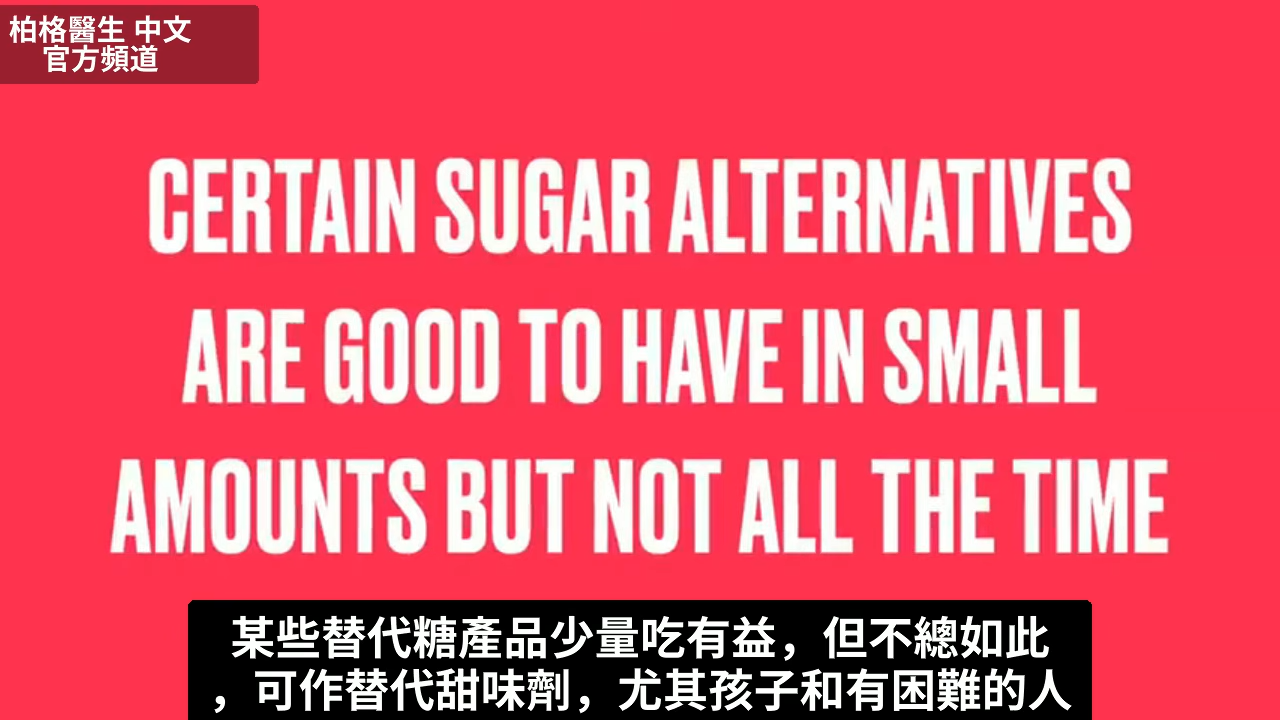 柏格醫生 中文
官方頻道
CERTAIN SUGAR ALTERNATIVES
ARE GOOD TO HAVE IN SMALL
AMOUNTS BUT NOT ALL THE TIME
某些替代糖產品少量吃有益，但不總如此
，可作替代甜味劑，尤其孩子和有困難的人